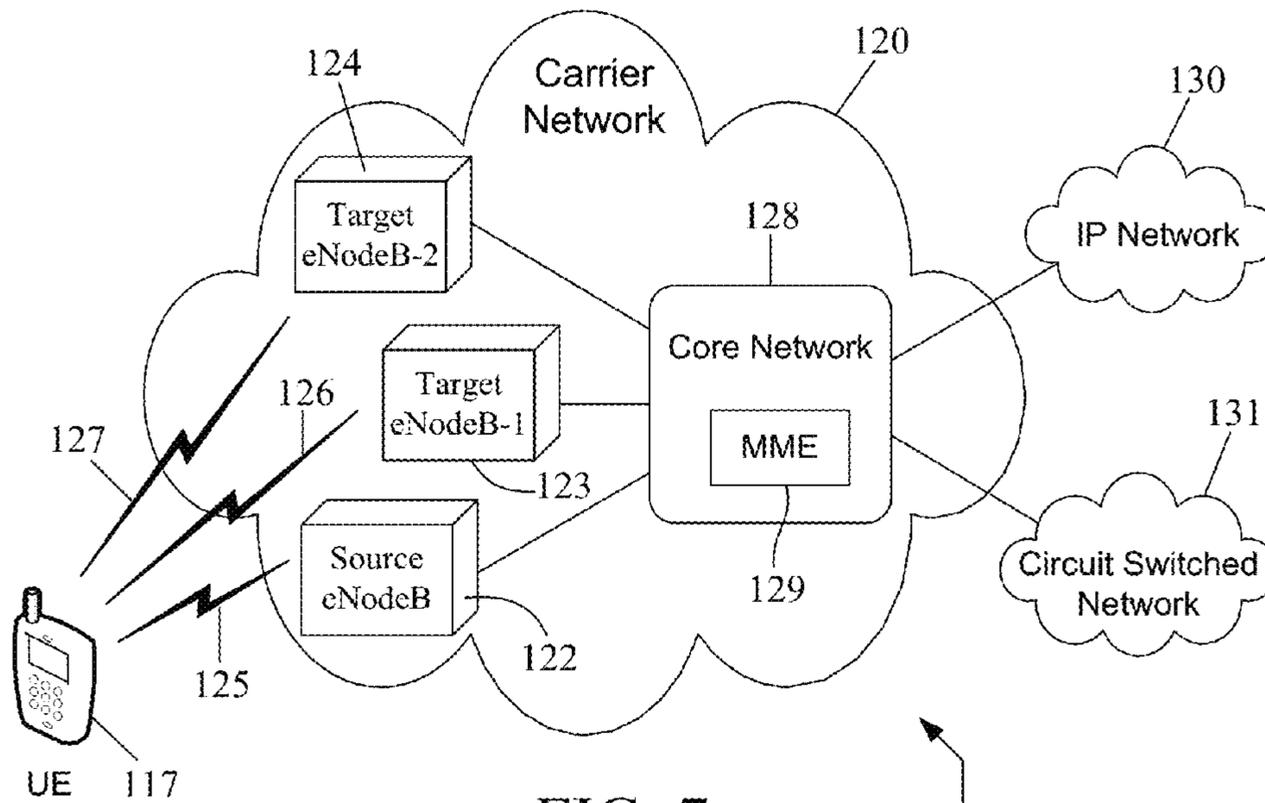 124
Carrier
Network
120
130
Target
eNodeB-2
128
IP Network
Core Network
126
Target
eNodeB-1
127
MME
131
123
Source
eNodeB
129
Circuit Switched
Network
122
125
UE
117